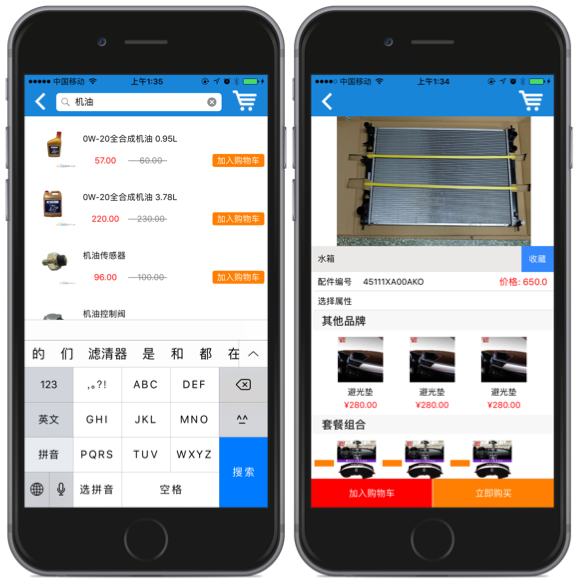 中国移动 上午1:35
机油
0W-20全合成机油 0.95L
57.00 60.00 加入购物车
0W-20全合成机油 3.78L
220.00 230.00 加入购物车
机油传感器
96.00 100.00 加入购物车
机油控制阀
的 们 滤清器 是 和 都 在
123 ,。?! ABC DEF
英文 GHI JKL MNO ^^
拼音 PQRS TUV WXYZ 搜索
选拼音 空格
中国移动 上午1:34
水箱 收藏
配件编号 45111XA00AKO 价格: 650.0
选择属性
其他品牌
避光垫 避光垫 避光垫
¥280.00 ¥280.00 ¥280.00
套餐组合
加入购物车 立即购买